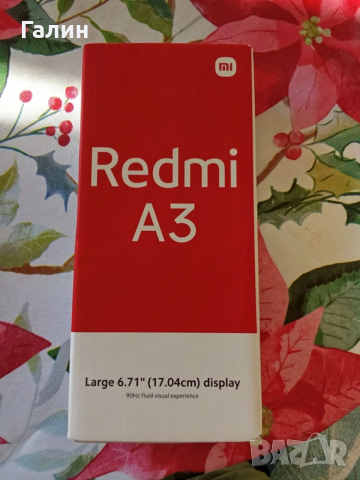 Галин
mi
Redmi
A3
Large 6.71" (17.04cm) display
90Hz fluid visual experience
BAZAR